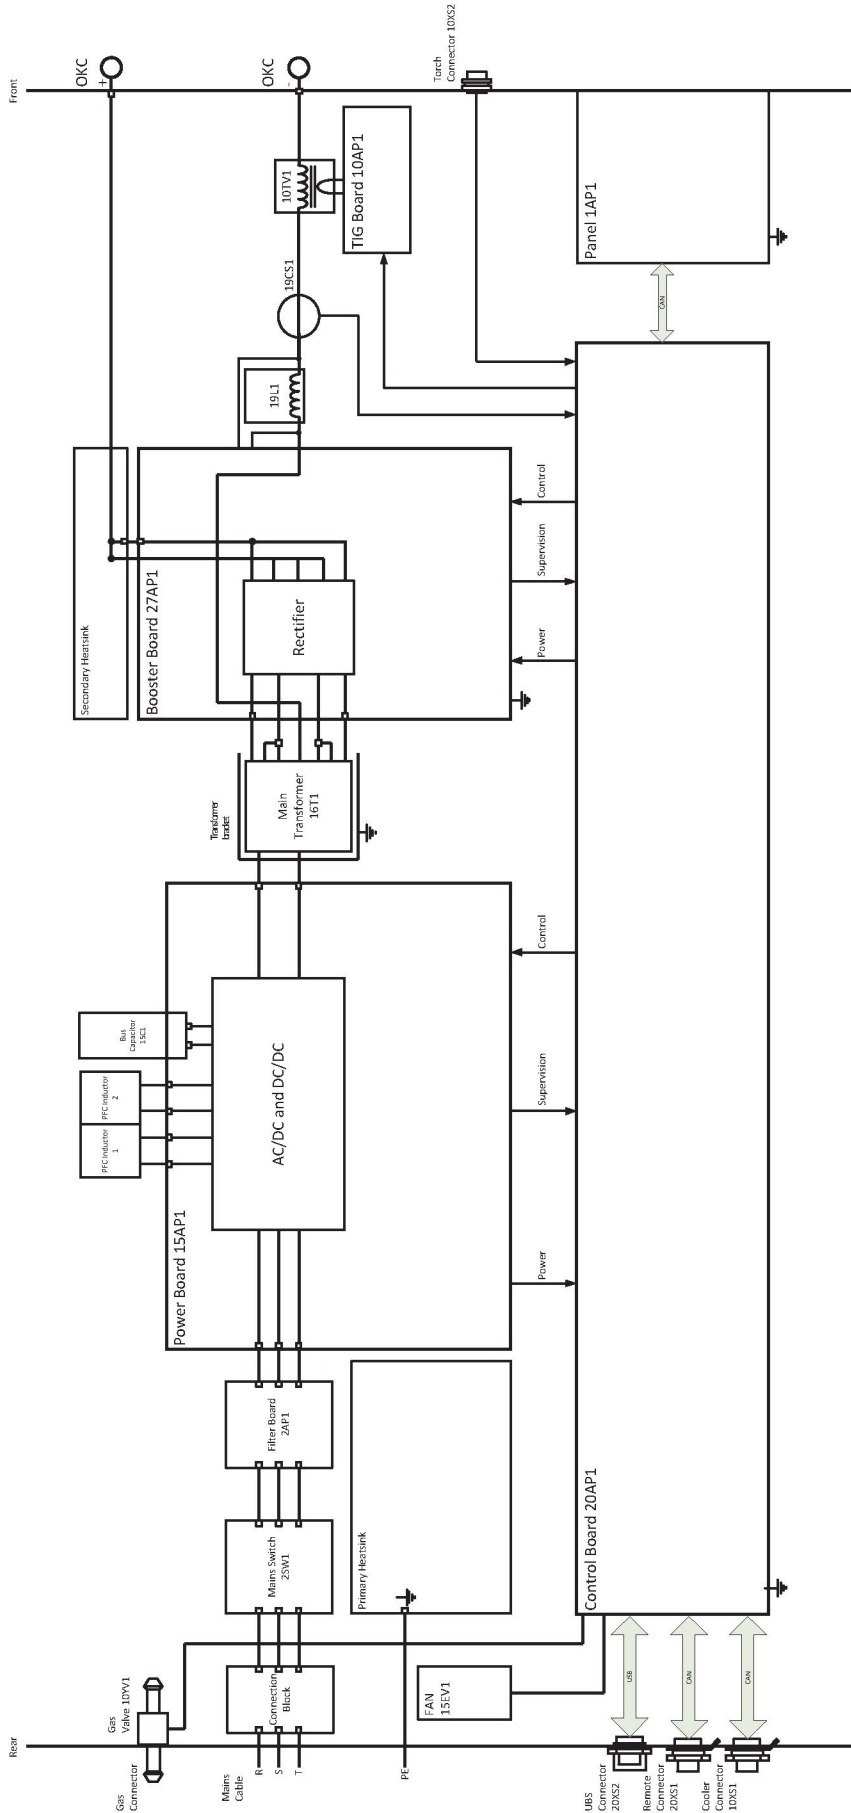 Front
OKC
+
OKC
-
Torch
Connector 10XS2
10TV1
TIG Board 10AP1
Panel 1AP1
19CS1
CAN
19L1
Secondary Heatsink
Booster Board 27AP1
Rectifier
Control
Supervision
Power
Transformer
bracket
Main
Transformer
16T1
Bus
Capacitor
15C1
PFC Inductor
2
PFC Inductor
1
Power Board 15AP1
AC/DC and DC/DC
Control
Supervision
Power
Filter Board
2AP1
Mains Switch
2SW1
Primary Heatsink
Control Board 20AP1
Connection
Block
FAN
15EV1
Gas
Valve 10YV1
Gas
Connector
Mains
Cable
R
S
T
PE
USB
CAN
CAN
UBS
Connector
20XS2
Remote
Connector
20XS1
Cooler
Connector
10XS1
Rear